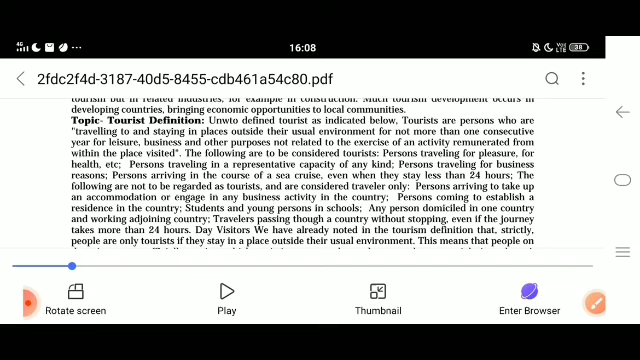 4G 16:08 VoLTE 38
2fdc2f4d-3187-40d5-8455-cdb461a54c80.pdf
tourism but in related industries, for example in construction. Much tourism development occurs in
developing countries, bringing economic opportunities to local communities.
Topic- Tourist Definition: Unwto defined tourist as indicated below, Tourists are persons who are
"travelling to and staying in places outside their usual environment for not more than one consecutive
year for leisure, business and other purposes not related to the exercise of an activity remunerated from
within the place visited". The following are to be considered tourists: Persons traveling for pleasure, for
health, etc; Persons traveling in a representative capacity of any kind; Persons traveling for business
reasons; Persons arriving in the course of a sea cruise, even when they stay less than 24 hours; The
following are not to be regarded as tourists, and are considered traveler only: Persons arriving to take up
an accommodation or engage in any business activity in the country; Persons coming to establish a
residence in the country; Students and young persons in schools; Any person domiciled in one country
and working adjoining country; Travelers passing though a country without stopping, even if the journey
takes more than 24 hours. Day Visitors We have already noted in the tourism definition that, strictly,
people are only tourists if they stay in a place outside their usual environment. This means that people on
Rotate screen Play Thumbnail Enter Browser